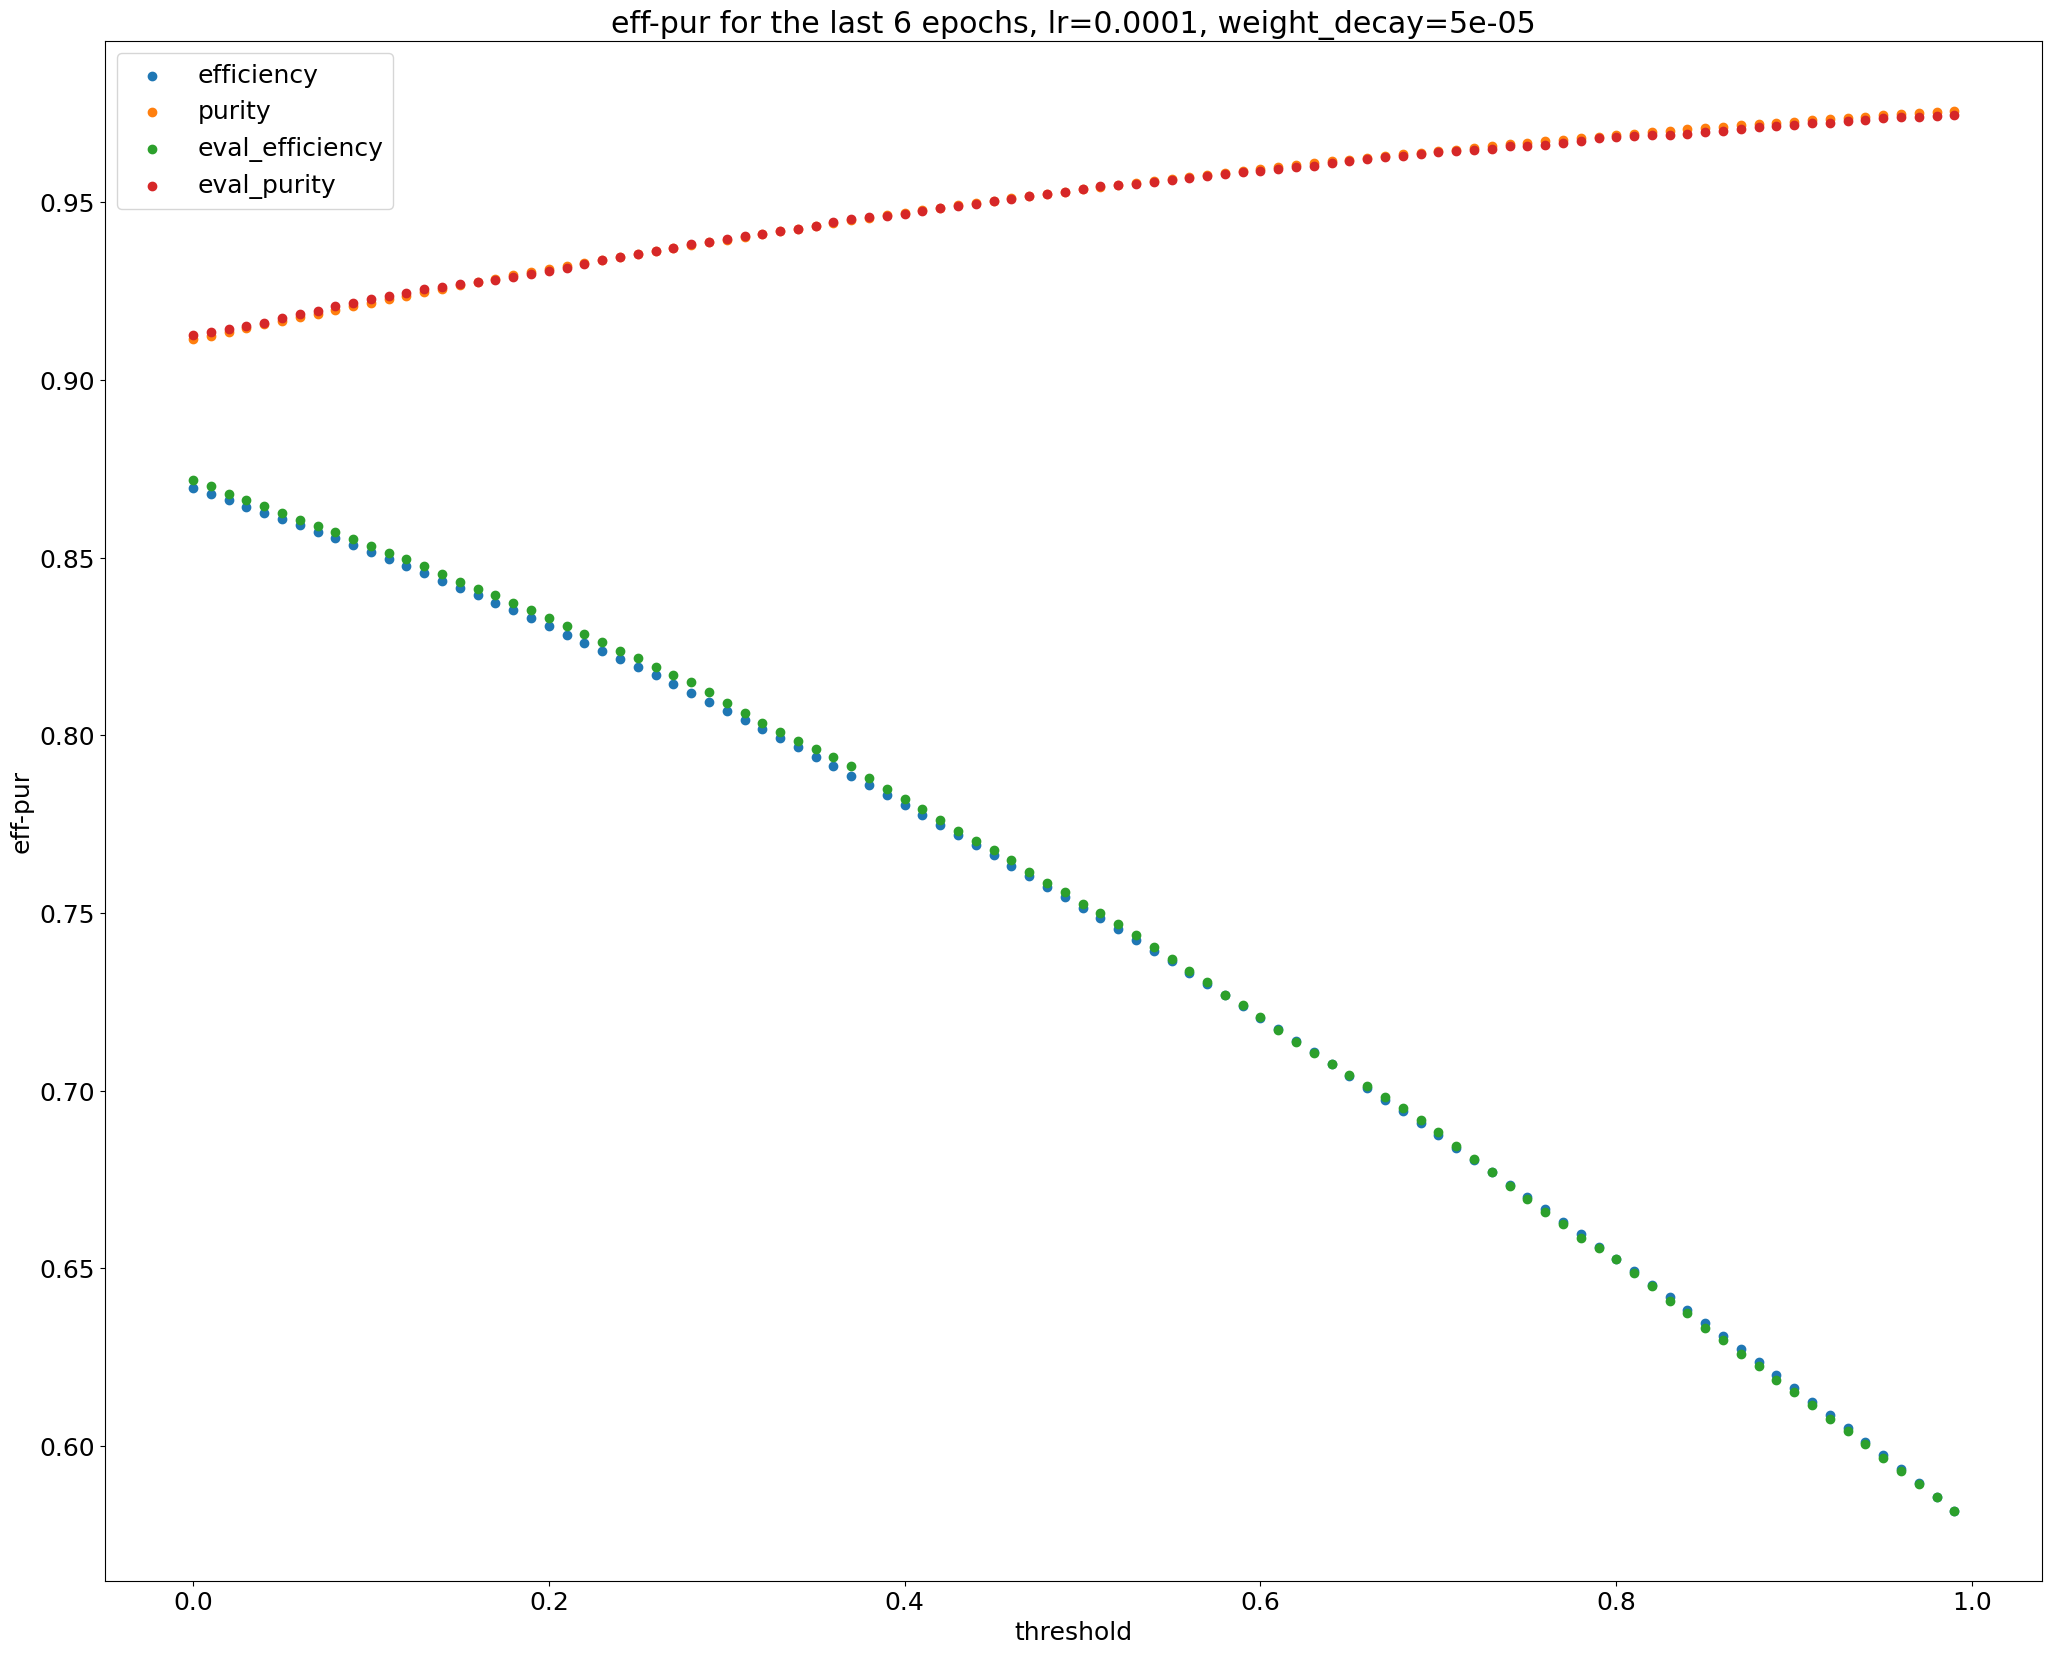 eff-pur for the last 6 epochs, lr=0.0001, weight_decay=5e-05
efficiency
purity
eval_efficiency
eval_purity
0.95
0.90
0.85
0.80
0.75
0.70
0.65
0.60
eff-pur
0.0 0.2 0.4 0.6 0.8 1.0
threshold